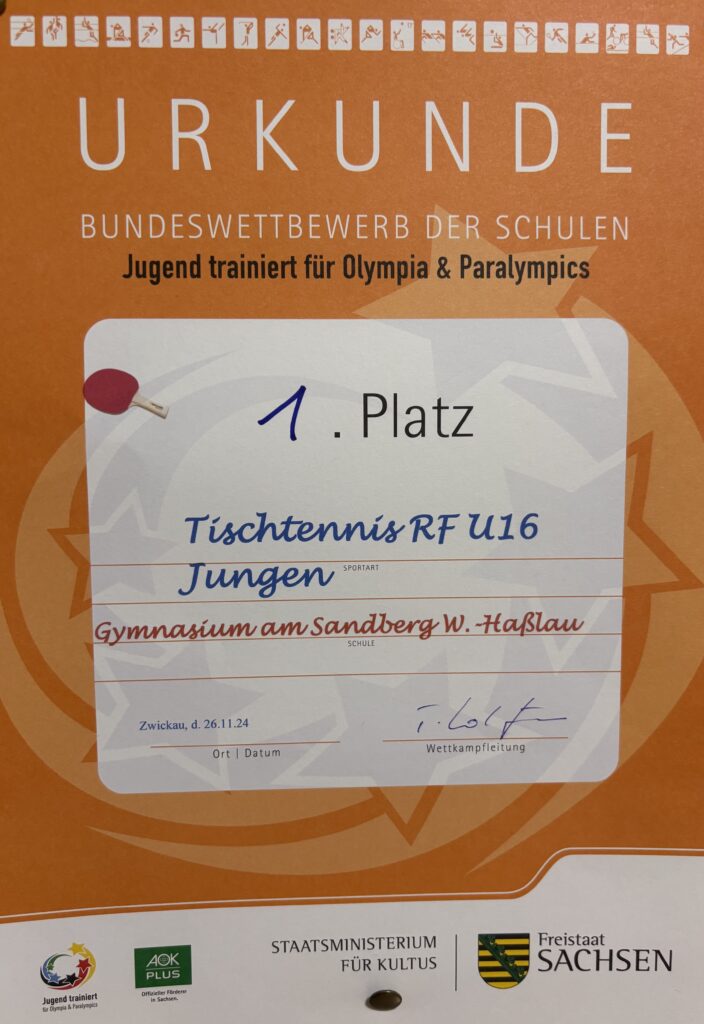 URKUNDE
BUNDESWETTBEWERB DER SCHULEN
Jugend trainiert für Olympia & Paralympics
1. Platz
Tischtennis RF U16
Jungen
SPORTART
Gymnasium am Sandberg W.-Haßlau
SCHULE
Zwickau, d. 26.11.24
Ort | Datum
Wettkampfleitung
Jugend trainiert
für Olympia & Paralympics
AOK
PLUS
Offizieller Förderer
in Sachsen.
STAATSMINISTERIUM
FÜR KULTUS
Freistaat
SACHSEN